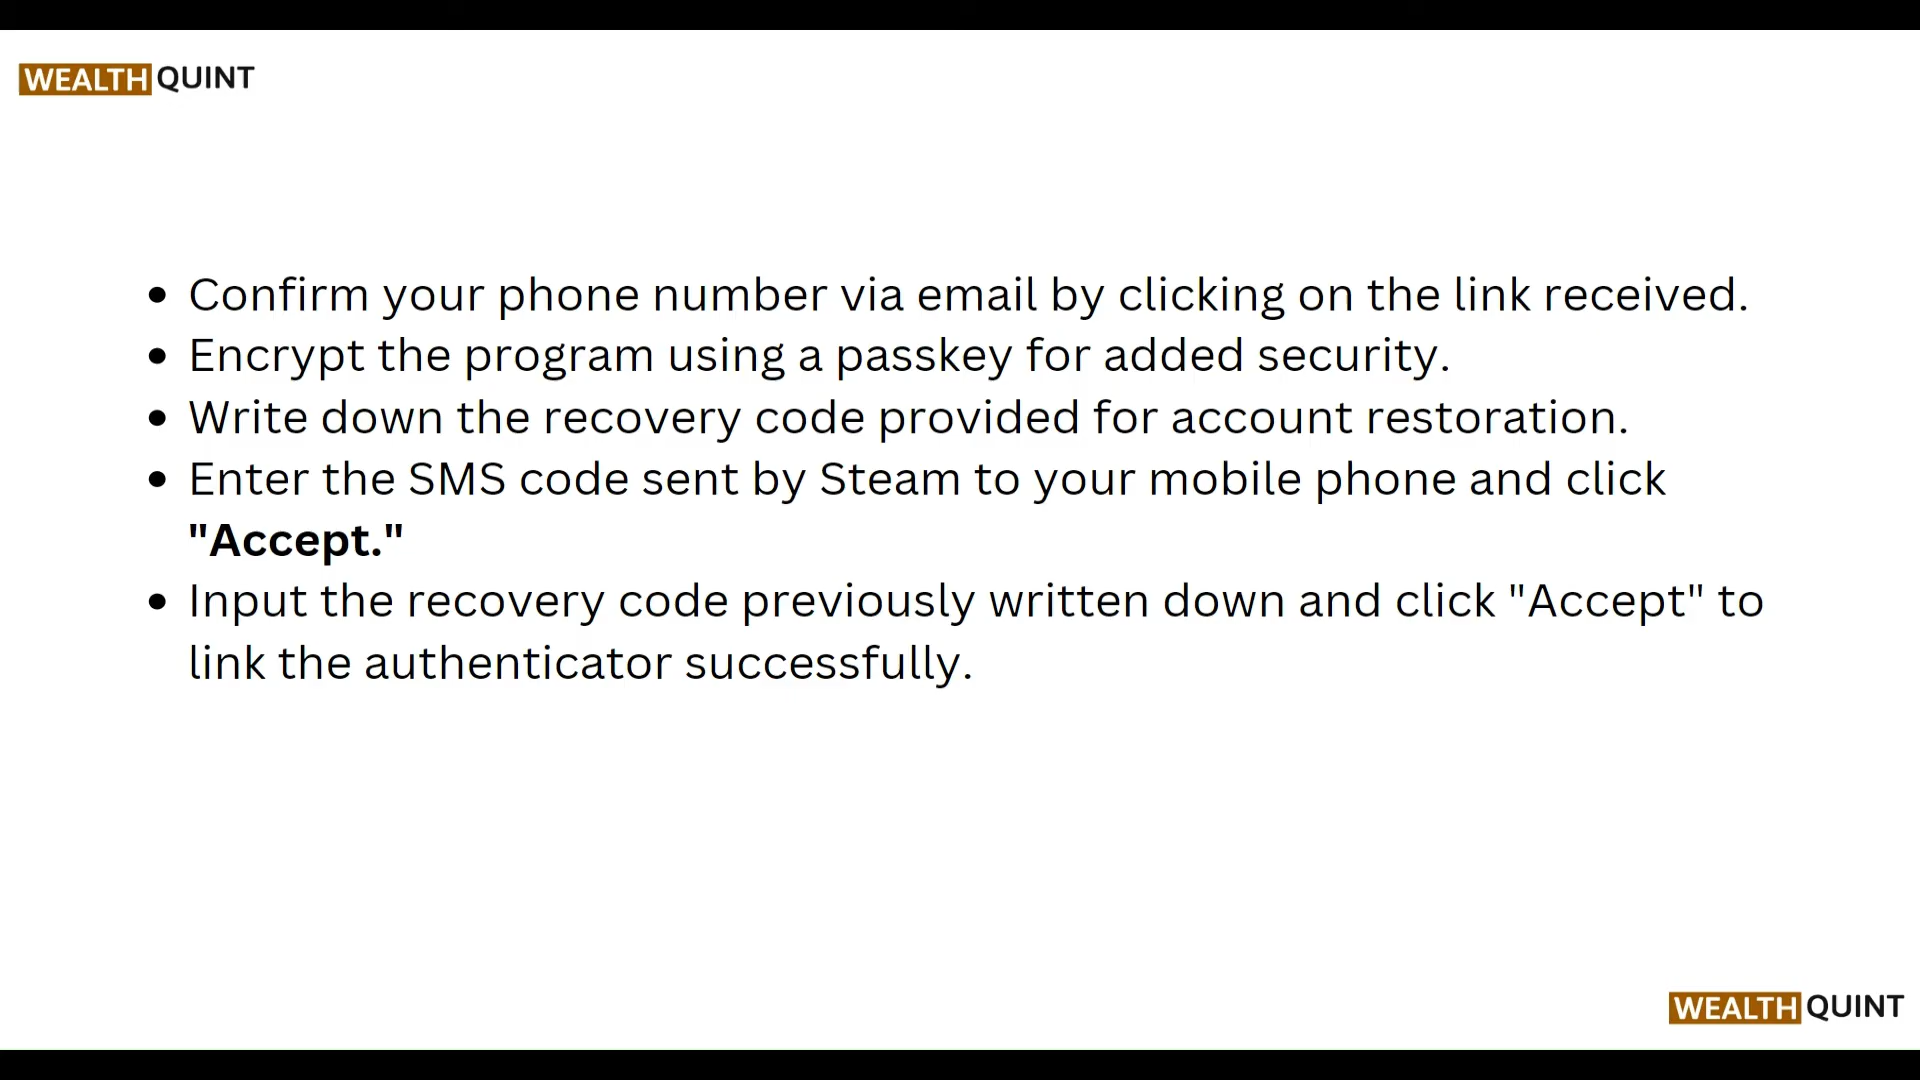 WEALTH QUINT
• Confirm your phone number via email by clicking on the link received.
• Encrypt the program using a passkey for added security.
• Write down the recovery code provided for account restoration.
• Enter the SMS code sent by Steam to your mobile phone and click
"Accept."
• Input the recovery code previously written down and click "Accept" to
link the authenticator successfully.
WEALTH QUINT